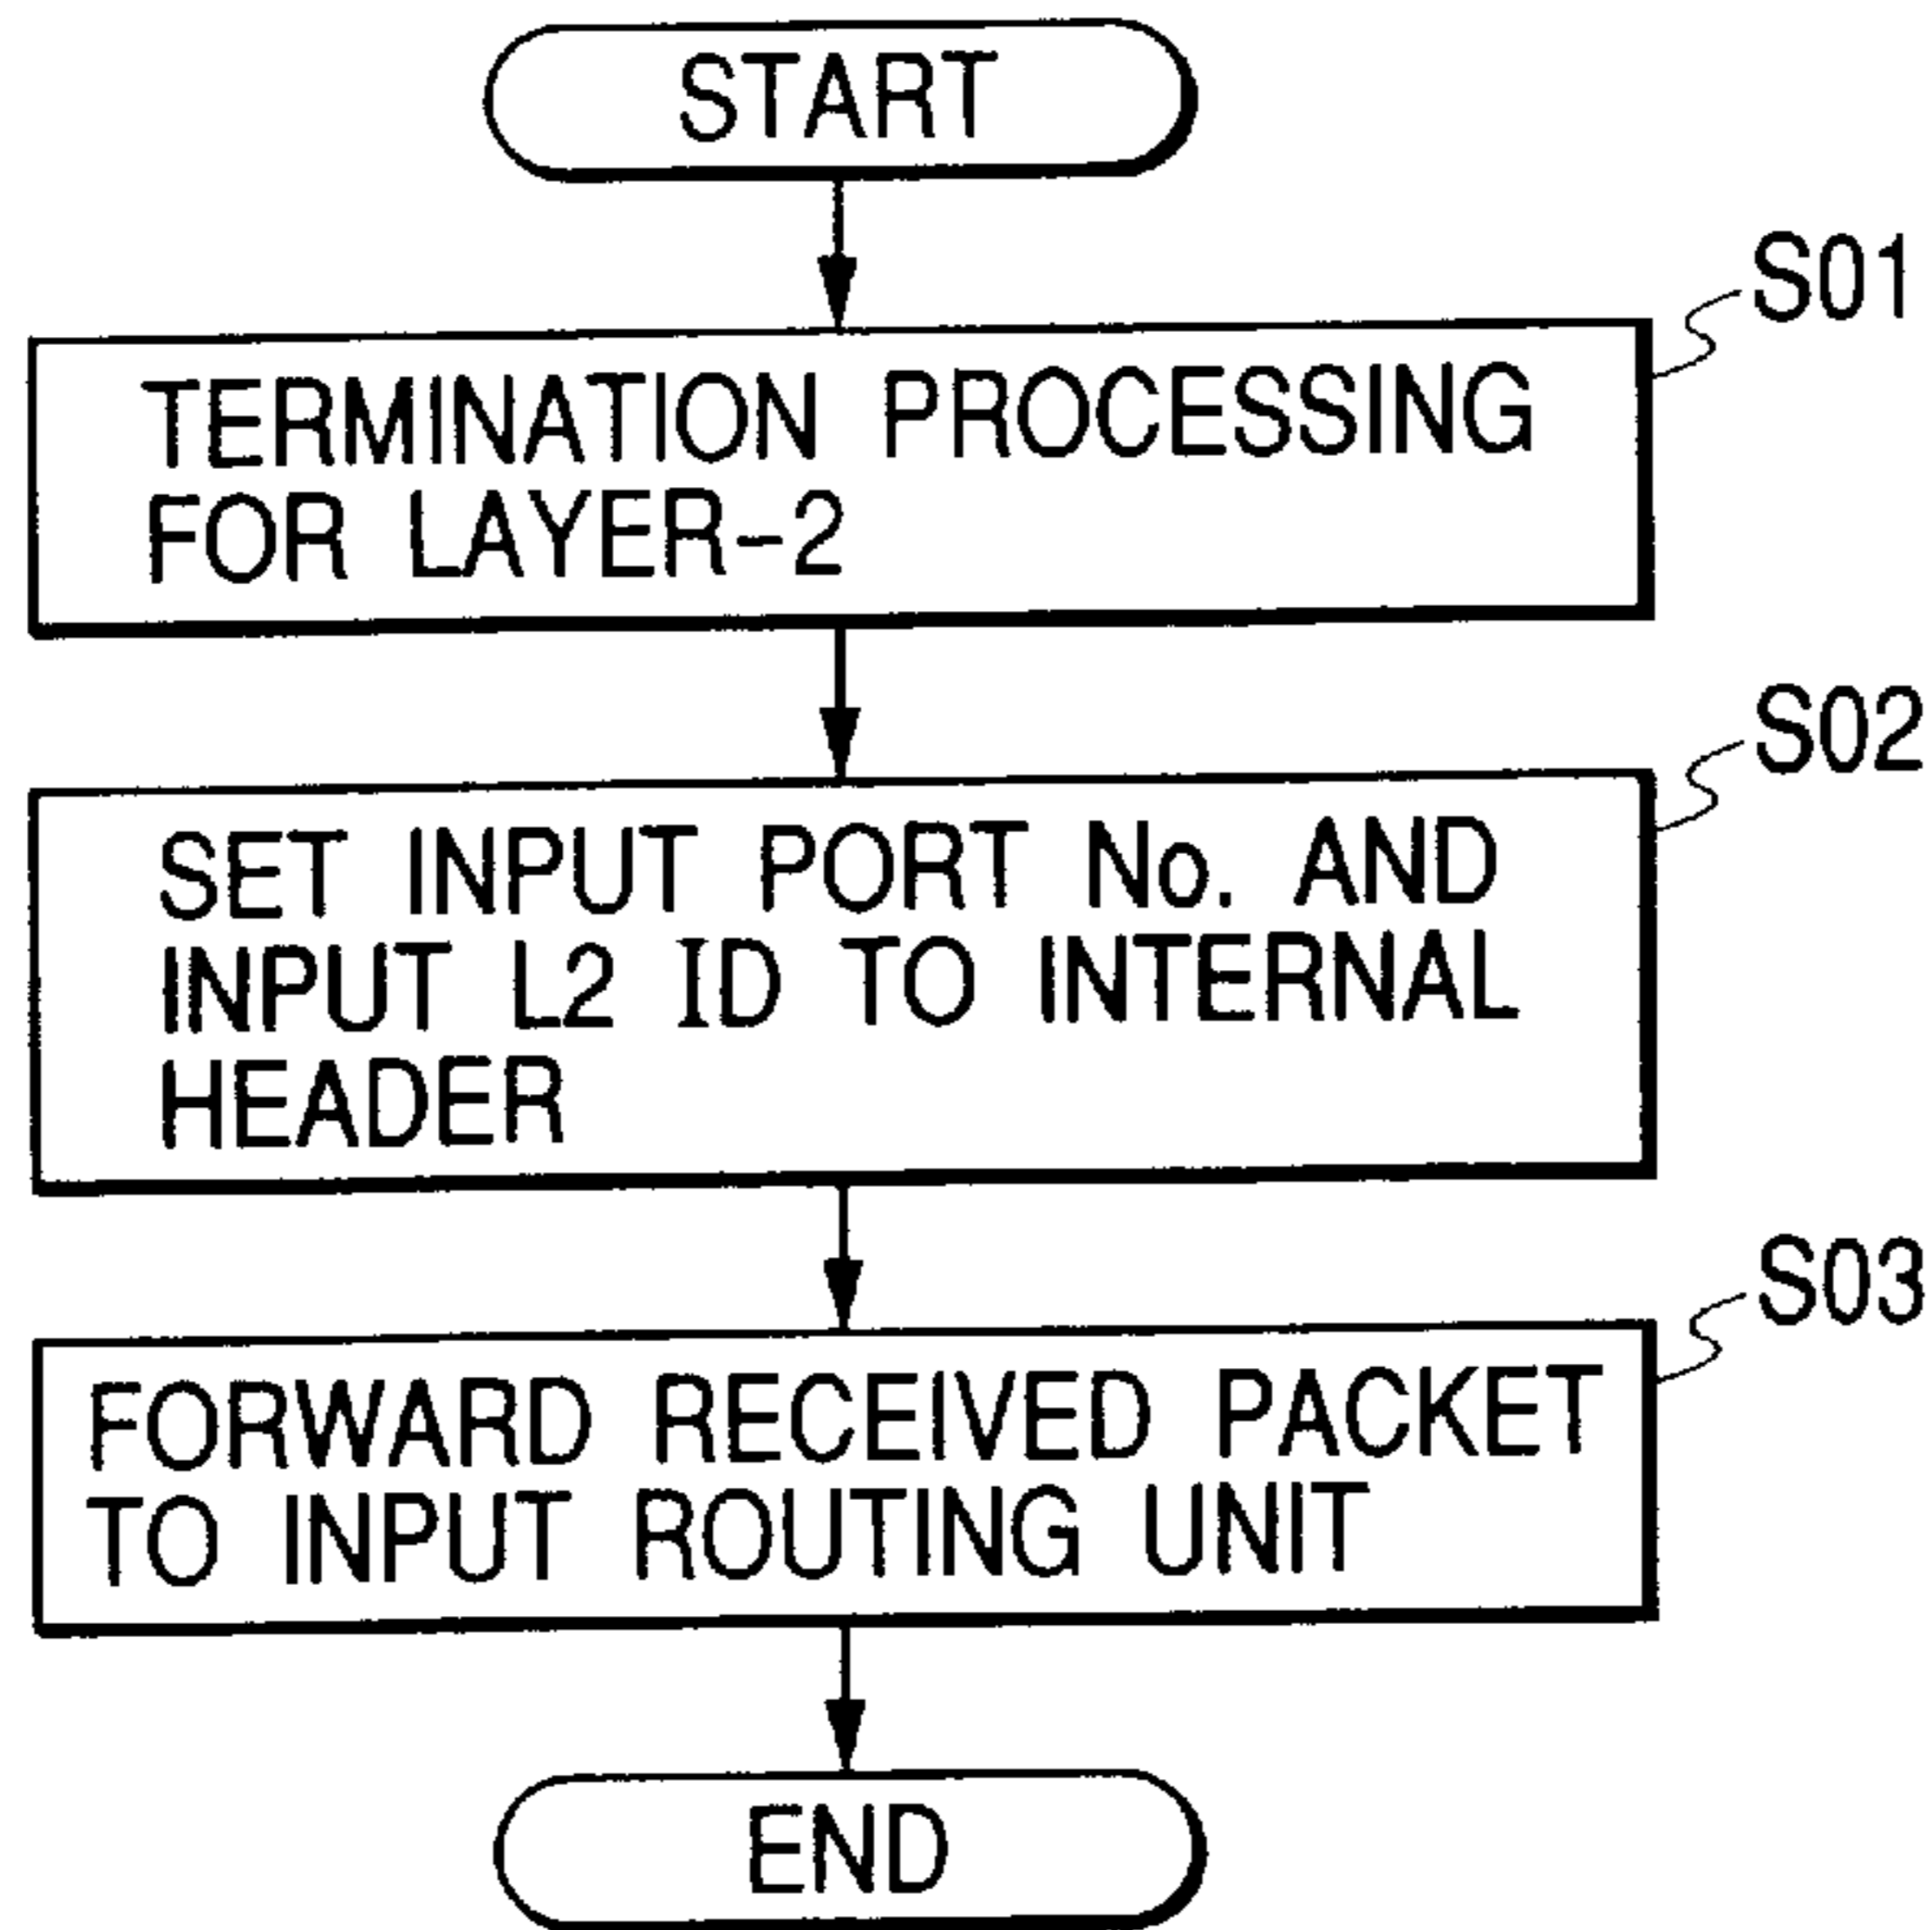 START
S01
TERMINATION PROCESSING
FOR LAYER-2
S02
SET INPUT PORT No. AND
INPUT L2 ID TO INTERNAL
HEADER
S03
FORWARD RECEIVED PACKET
TO INPUT ROUTING UNIT
END